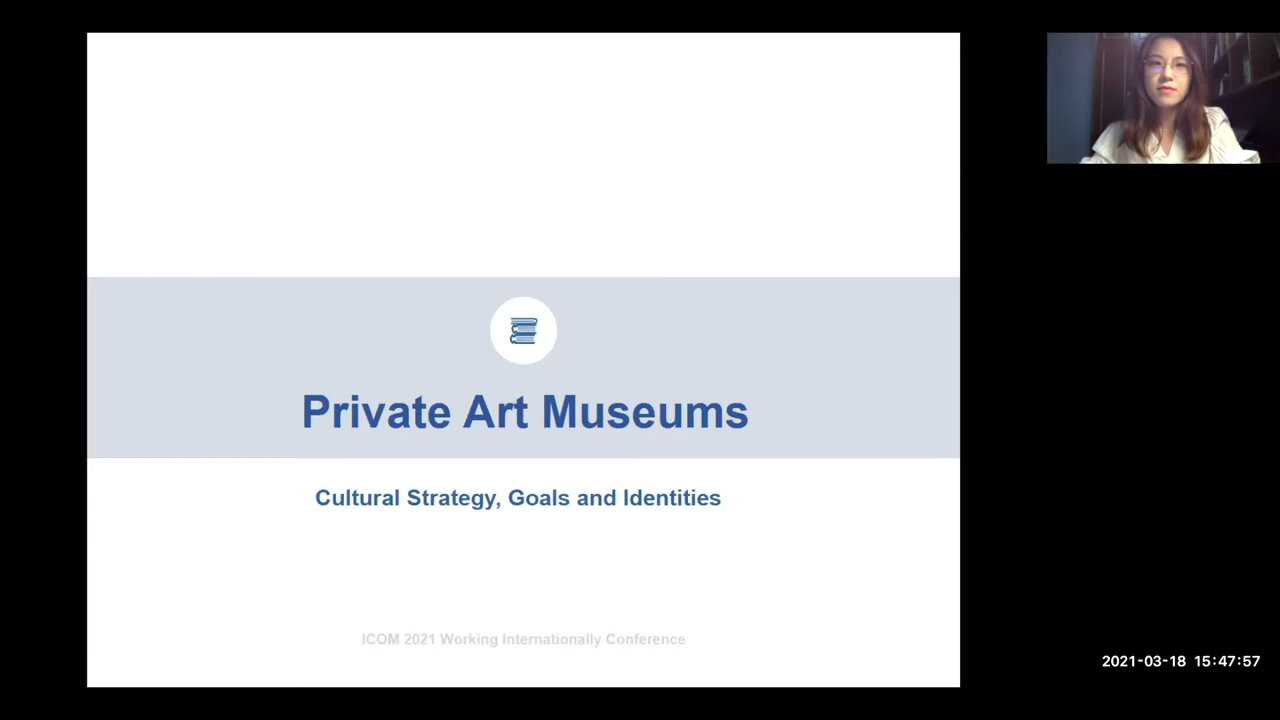 Private Art Museums
Cultural Strategy, Goals and Identities
ICOM 2021 Working Internationally Conference
2021-03-18 15:47:57